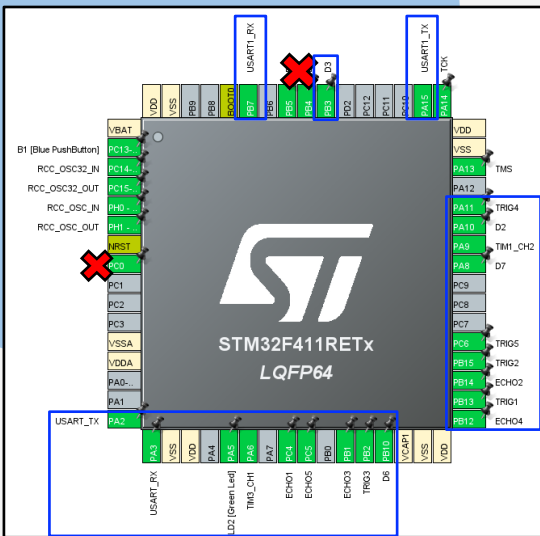 USART1_RX
D3
USART1_TX
TCK
VDD
VSS
PB9
PB8
BOOT0
PB7
PB6
PB5
PB4
PB3
PD2
PC12
PC11
PC10
PA15
PA14
VBAT
B1 [Blue PushButton] PC13-..
RCC_OSC32_IN PC14-..
RCC_OSC32_OUT PC15-..
RCC_OSC_IN PH0 - ..
RCC_OSC_OUT PH1 - ..
NRST
PC0
PC1
PC2
PC3
VSSA
VDDA
PA0-..
PA1
USART_TX PA2
STM32F411RETx
LQFP64
VDD
VSS
PA13 TMS
PA12
PA11 TRIG4
PA10 D2
PA9 TIM1_CH2
PA8 D7
PC9
PC8
PC7
PC6 TRIG5
PB15 TRIG2
PB14 ECHO2
PB13 TRIG1
PB12 ECHO4
PA3
VSS
VDD
PA4
PA5
PA6
PA7
PC4
PC5
PB0
PB1
PB2
PB10
VCAP1
VSS
VDD
USART_RX
LD2 [Green Led]
TIM3_CH1
ECHO1
ECHO5
ECHO3
TRIG3
D6